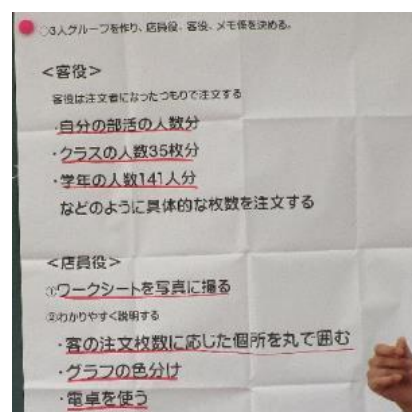 ○3人グループを作り、店員役、客役、メモ係を決める。
<客役>
客役は注文者になったつもりで注文する
・自分の部活の人数分
・クラスの人数35枚分
・学年の人数141人分
などのように具体的な枚数を注文する
<店員役>
①ワークシートを写真に撮る
②わかりやすく説明する
・客の注文枚数に応じた個所を丸で囲む
・グラフの色分け
・電卓を使う